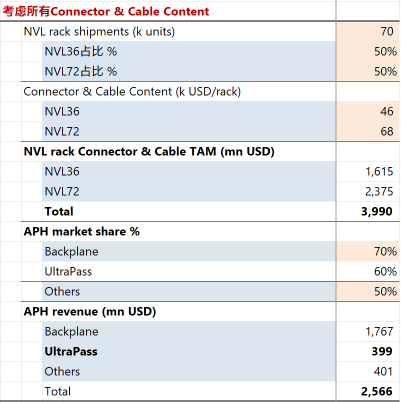 考虑所有Connector & Cable Content
NVL rack shipments (k units) 70
NVL36占比 % 50%
NVL72占比 % 50%
Connector & Cable Content (k USD/rack)
NVL36 46
NVL72 68
NVL rack Connector & Cable TAM (mn USD)
NVL36 1,615
NVL72 2,375
Total 3,990
APH market share %
Backplane 70%
UltraPass 60%
Others 50%
APH revenue (mn USD)
Backplane 1,767
UltraPass 399
Others 401
Total 2,566